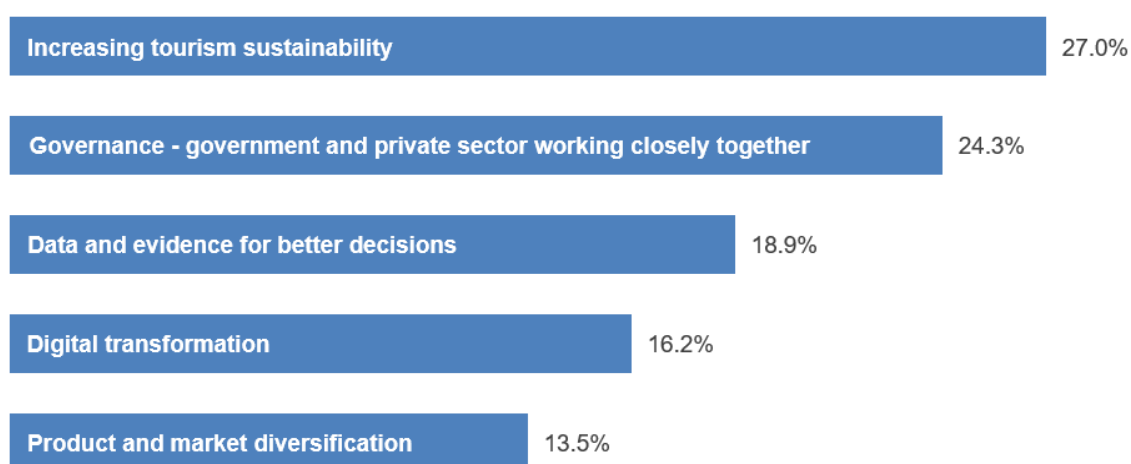 Increasing tourism sustainability 27.0%
Governance - government and private sector working closely together 24.3%
Data and evidence for better decisions 18.9%
Digital transformation 16.2%
Product and market diversification 13.5%